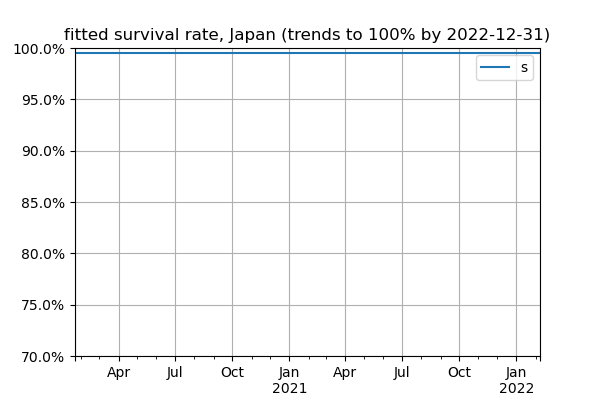 fitted survival rate, Japan (trends to 100% by 2022-12-31)
100.0%
s
95.0%
90.0%
85.0%
80.0%
75.0%
70.0%
Apr Jul Oct Jan Apr Jul Oct Jan
2021 2022